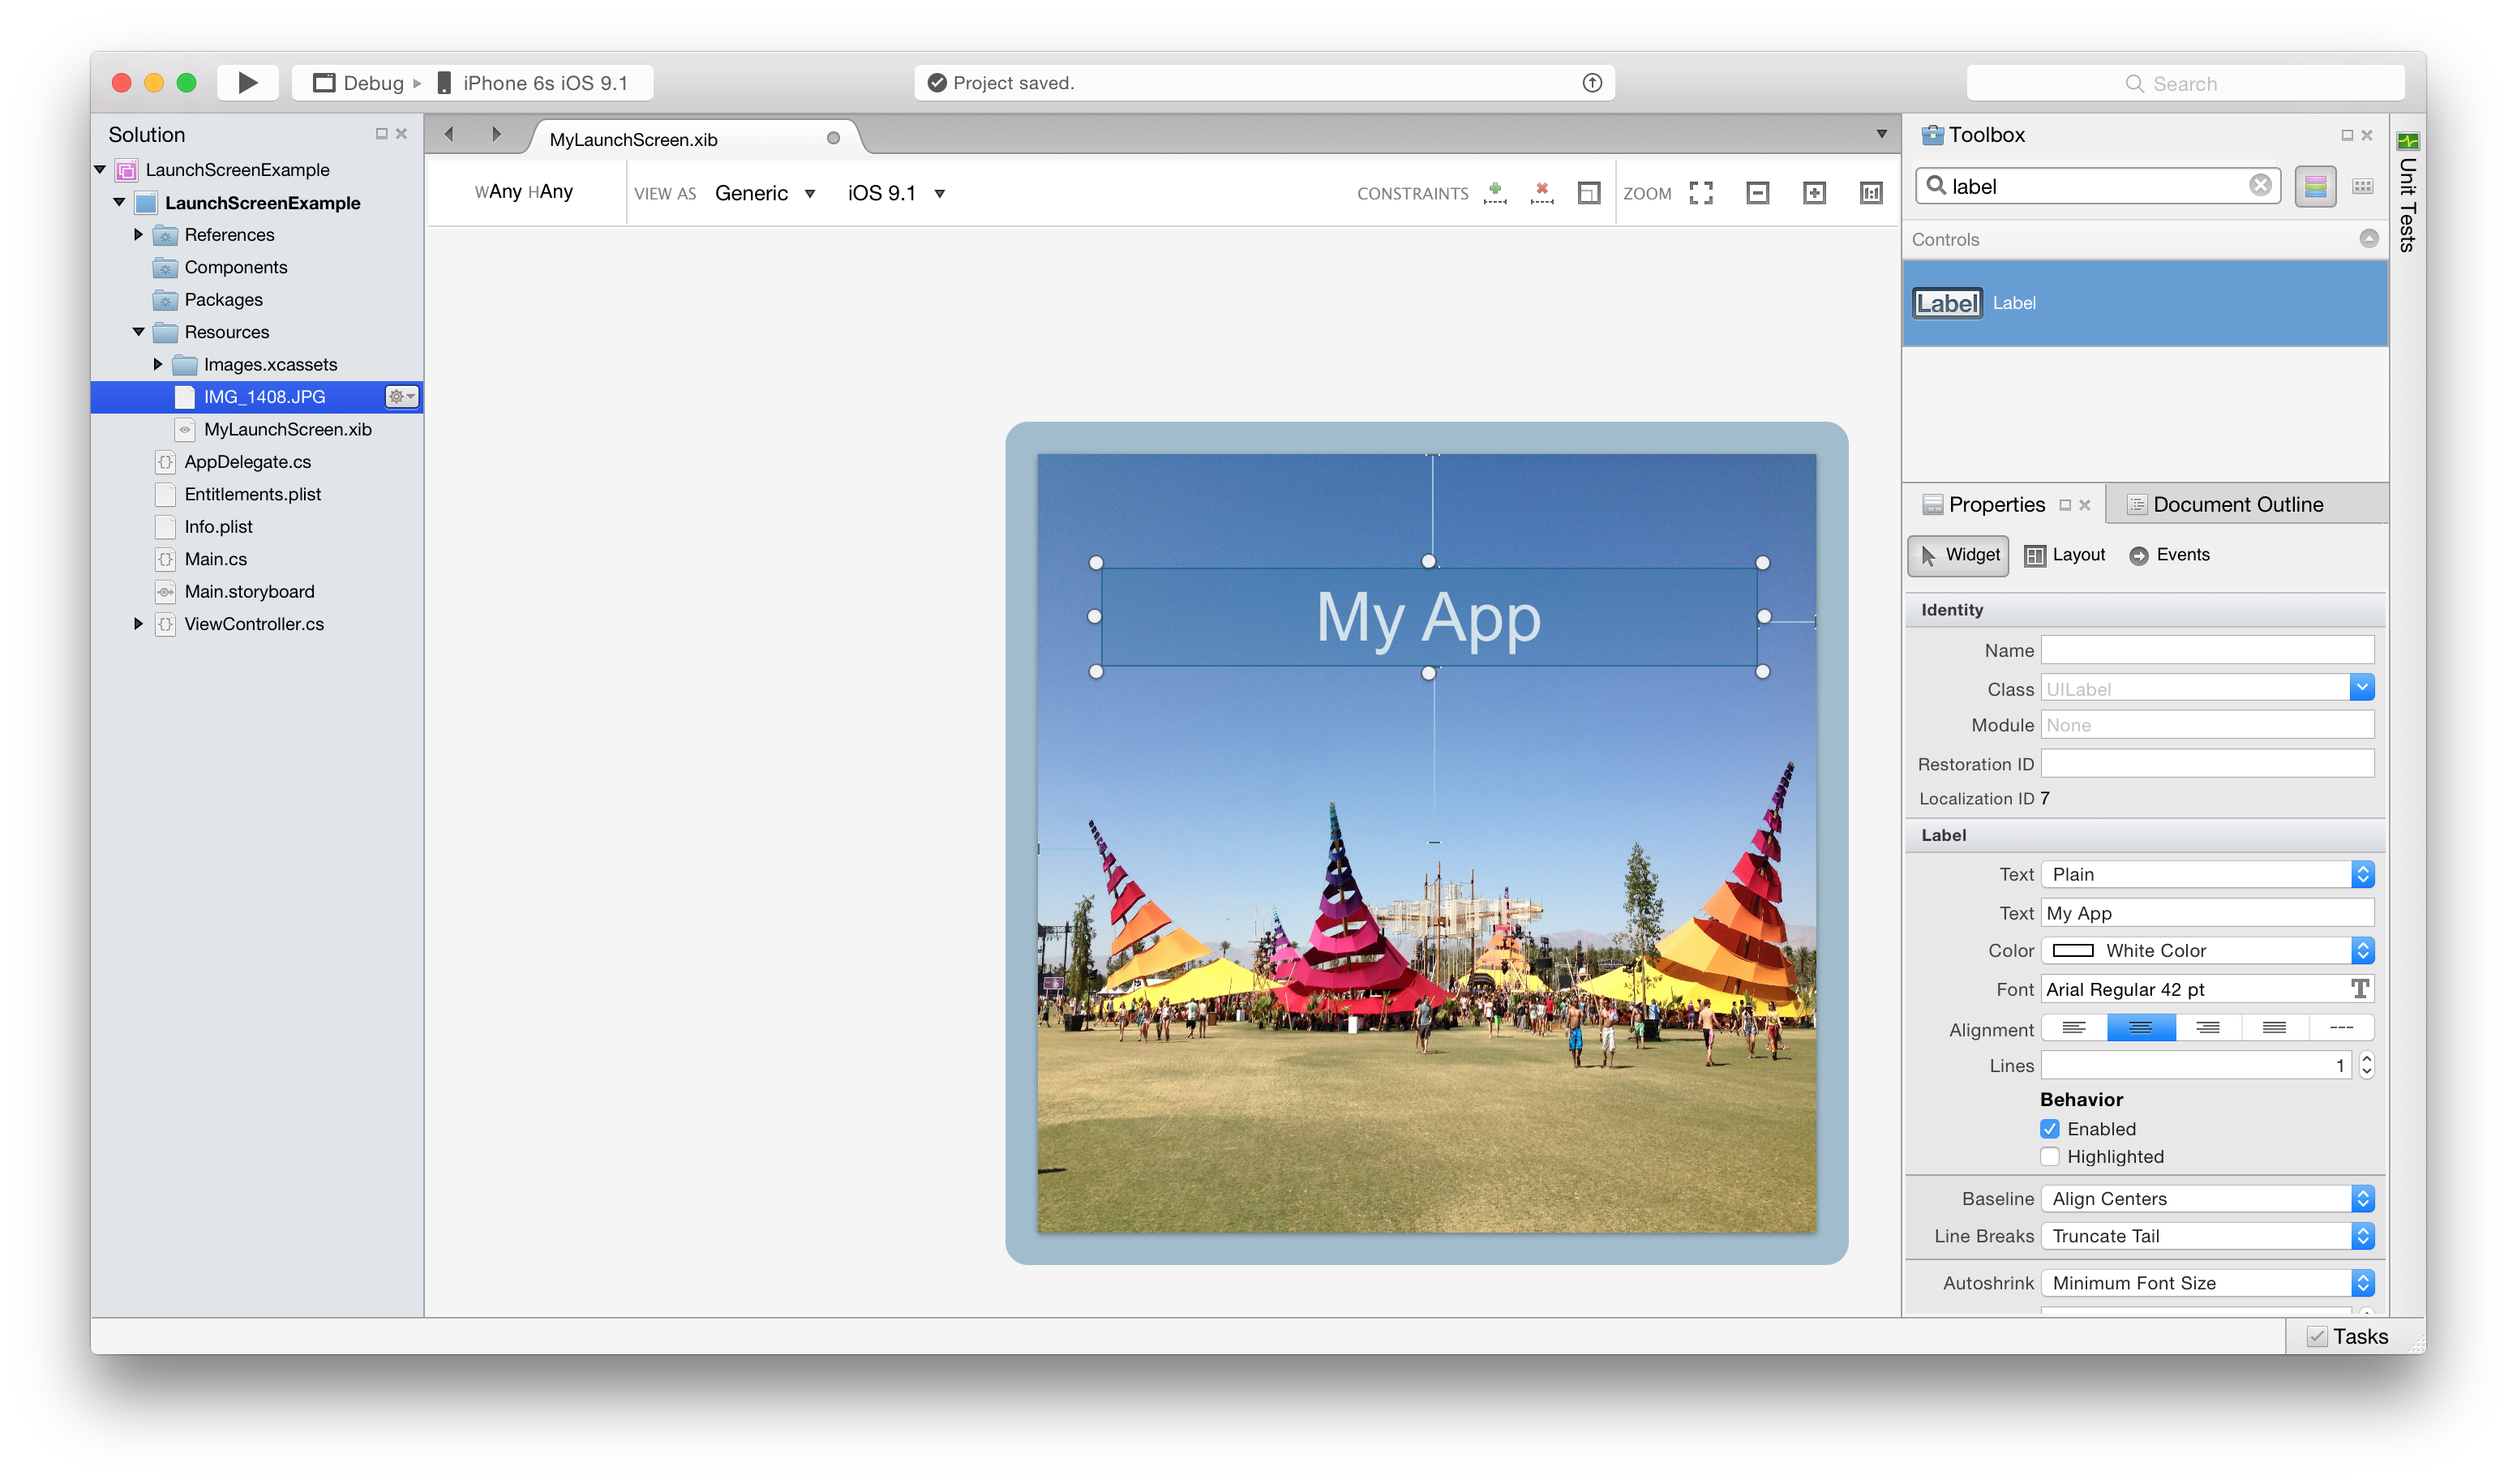 Debug
iPhone 6s iOS 9.1
Project saved.
Search
Solution
LaunchScreenExample
LaunchScreenExample
References
Components
Packages
Resources
Images.xcassets
IMG_1408.JPG
MyLaunchScreen.xib
AppDelegate.cs
Entitlements.plist
Info.plist
Main.cs
Main.storyboard
ViewController.cs
MyLaunchScreen.xib
wAny HAny
VIEW AS Generic iOS 9.1
CONSTRAINTS
ZOOM
1:1
My App
Toolbox
label
Controls
Label Label
Properties
Document Outline
Widget Layout Events
Identity
Name
Class UILabel
Module None
Restoration ID
Localization ID 7
Label
Text Plain
Text My App
Color White Color
Font Arial Regular 42 pt T
Alignment
Lines 1
Behavior
Enabled
Highlighted
Baseline Align Centers
Line Breaks Truncate Tail
Autoshrink Minimum Font Size
Unit Tests
Tasks